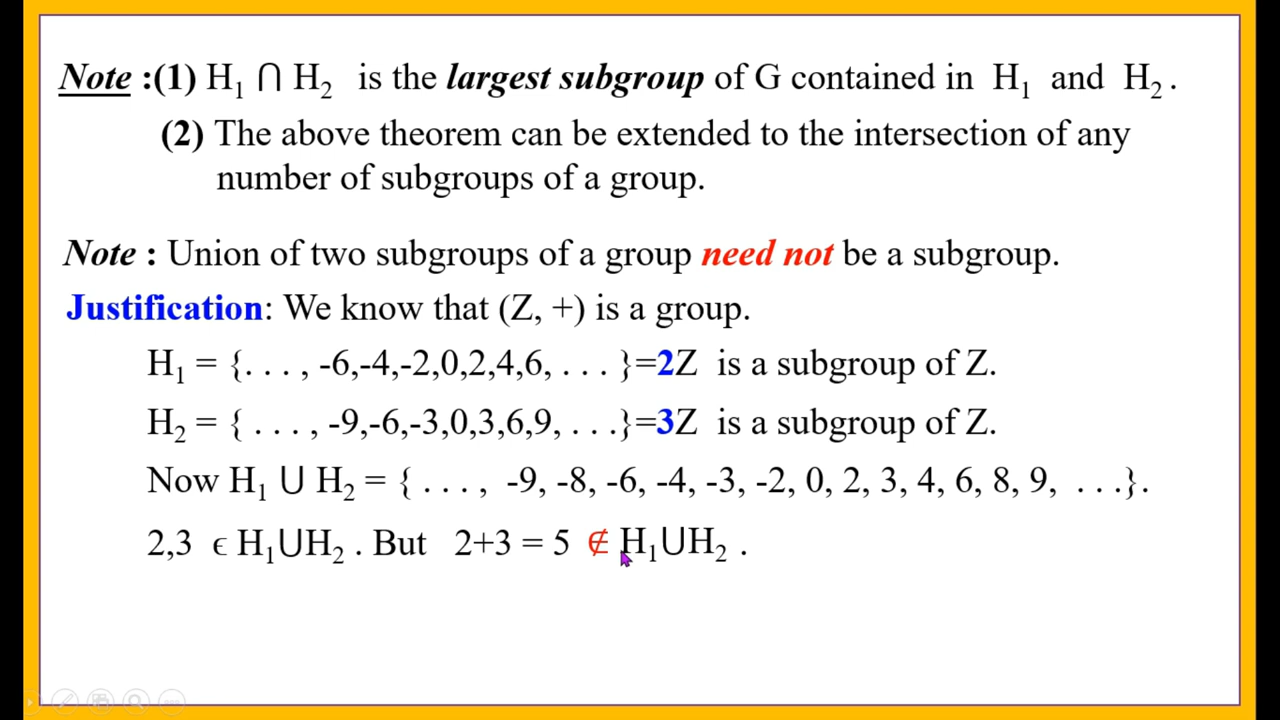 Note :(1) H₁ ⋂ H₂ is the largest subgroup of G contained in H₁ and H₂ .
(2) The above theorem can be extended to the intersection of any
number of subgroups of a group.
Note : Union of two subgroups of a group need not be a subgroup.
Justification: We know that (Z, +) is a group.
H₁ = {. . . , -6,-4,-2,0,2,4,6, . . . }=2Z is a subgroup of Z.
H₂ = { . . . , -9,-6,-3,0,3,6,9, . . .}=3Z is a subgroup of Z.
Now H₁ ⋃ H₂ = { . . . , -9, -8, -6, -4, -3, -2, 0, 2, 3, 4, 6, 8, 9, . . .}.
2,3 ϵ H₁⋃H₂ . But 2+3 = 5 ∉ H₁⋃H₂ .